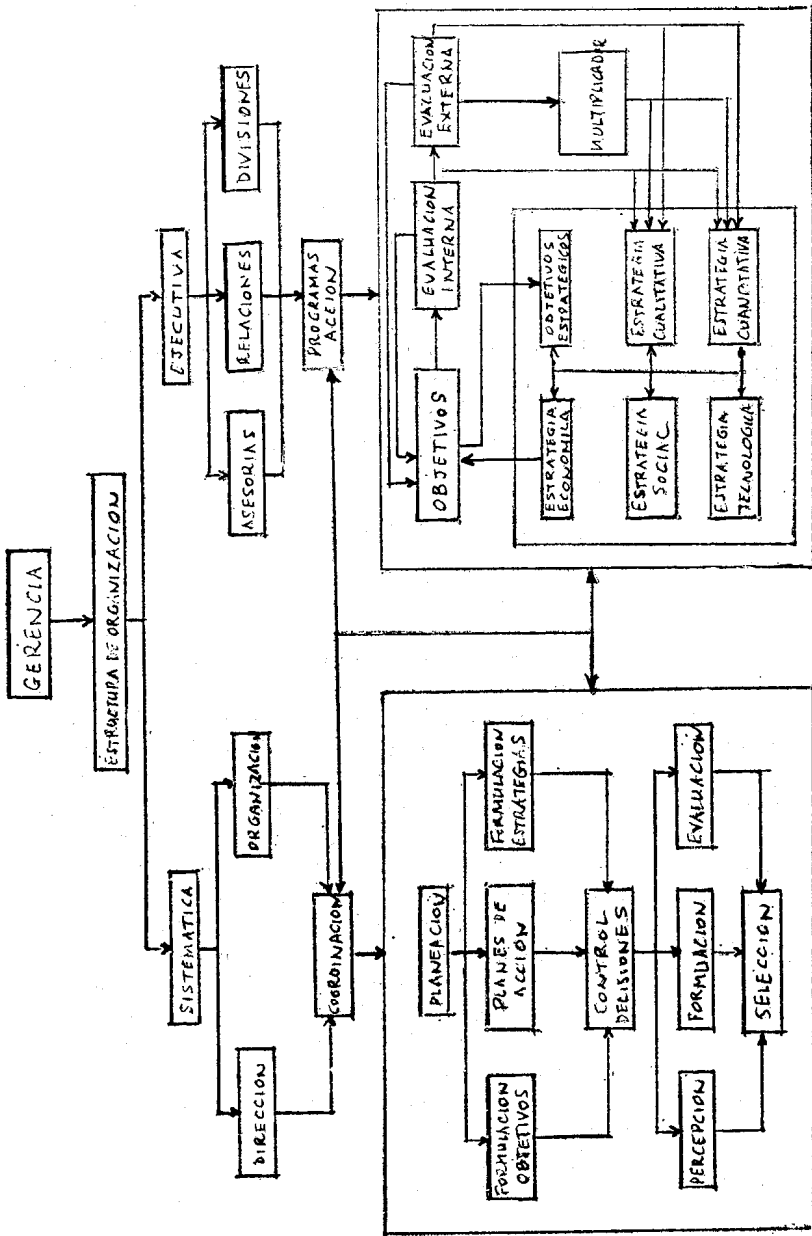 GERENCIA
ESTRUCTURA DE ORGANIZACION
SISTEMATICA
EJECUTIVA
DIRECCION
ORGANIZACION
ASESORIAS
RELACIONES
DIVISIONES
COORDINACION
PROGRAMAS
ACCION
PLANEACION
FORMULACION
OBJETIVOS
PLANES DE
ACCIÓN
FORMULACION
ESTRATEGIAS
CONTROL
DECISIONES
PERCEPCION
FORMULACION
EVALUACION
SELECCION
OBJETIVOS
EVALUACION
INTERNA
EVALUACION
EXTERNA
MULTIPLICADOR
ESTRATEGIA
ECONOMICA
OBJETIVOS
ESTRATEGICOS
ESTRATEGIA
SOCIAL
ESTRATEGIA
CUALITATIVA
ESTRATEGIA
TECNOLOGICA
ESTRATEGIA
CUANTITATIVA